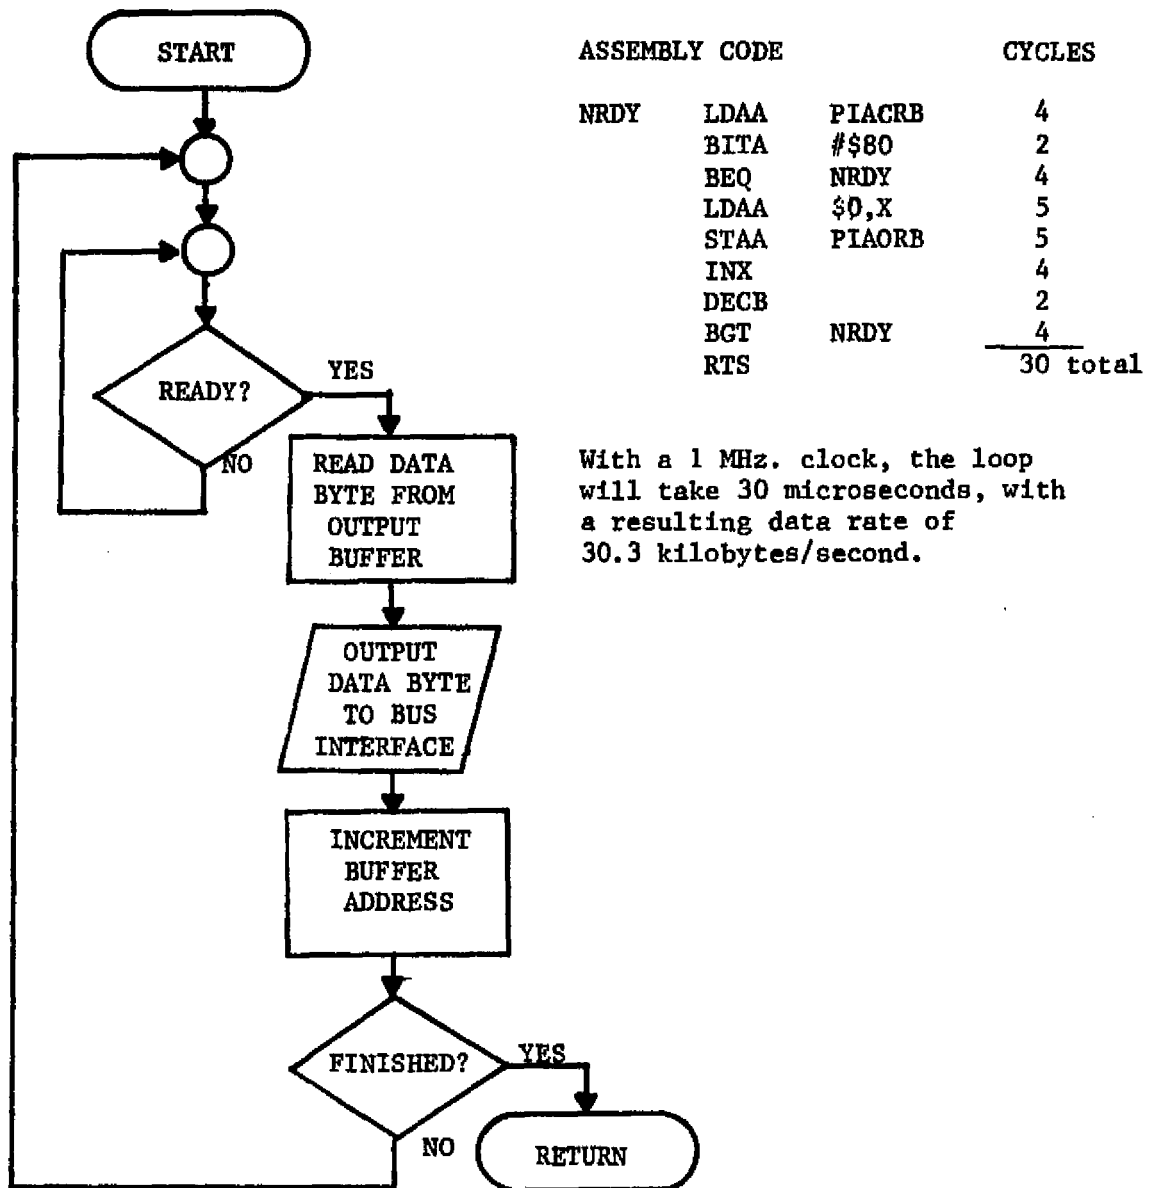 START
ASSEMBLY CODE CYCLES
NRDY LDAA PIACRB 4
BITA #$80 2
BEQ NRDY 4
LDAA $0,X 5
STAA PIAORB 5
INX 4
DECB 2
BGT NRDY 4
RTS 30 total
READY?
YES
NO
READ DATA
BYTE FROM
OUTPUT
BUFFER
With a 1 MHz. clock, the loop
will take 30 microseconds, with
a resulting data rate of
30.3 kilobytes/second.
OUTPUT
DATA BYTE
TO BUS
INTERFACE
INCREMENT
BUFFER
ADDRESS
FINISHED?
YES
NO
RETURN